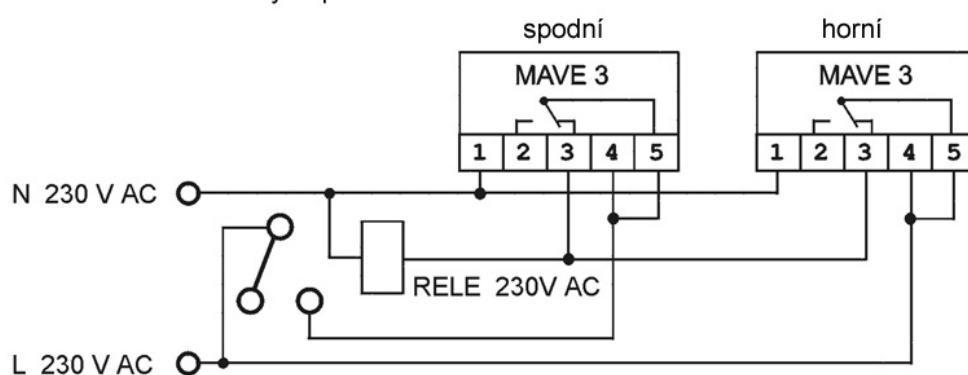 spodní horní
MAVE 3 MAVE 3
1 2 3 4 5 1 2 3 4 5
N 230 V AC
RELE 230V AC
L 230 V AC